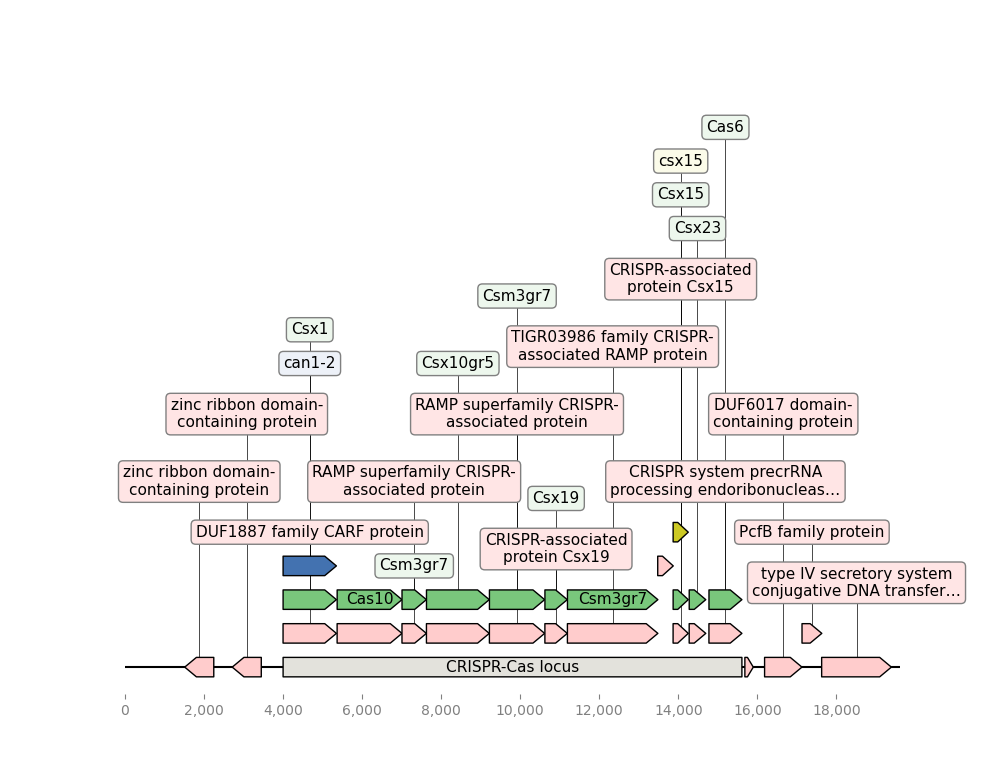 Cas6
csx15
Csx15
Csx23
CRISPR-associated
protein Csx15
Csm3gr7
Csx1
TIGR03986 family CRISPR-
associated RAMP protein
can1-2
Csx10gr5
zinc ribbon domain-
containing protein
RAMP superfamily CRISPR-
associated protein
DUF6017 domain-
containing protein
zinc ribbon domain-
containing protein
RAMP superfamily CRISPR-
associated protein
CRISPR system precrRNA
processing endoribonucleas…
Csx19
DUF1887 family CARF protein
CRISPR-associated
protein Csx19
PcfB family protein
Csm3gr7
type IV secretory system
conjugative DNA transfer…
Cas10
Csm3gr7
CRISPR-Cas locus
0
2,000
4,000
6,000
8,000
10,000
12,000
14,000
16,000
18,000